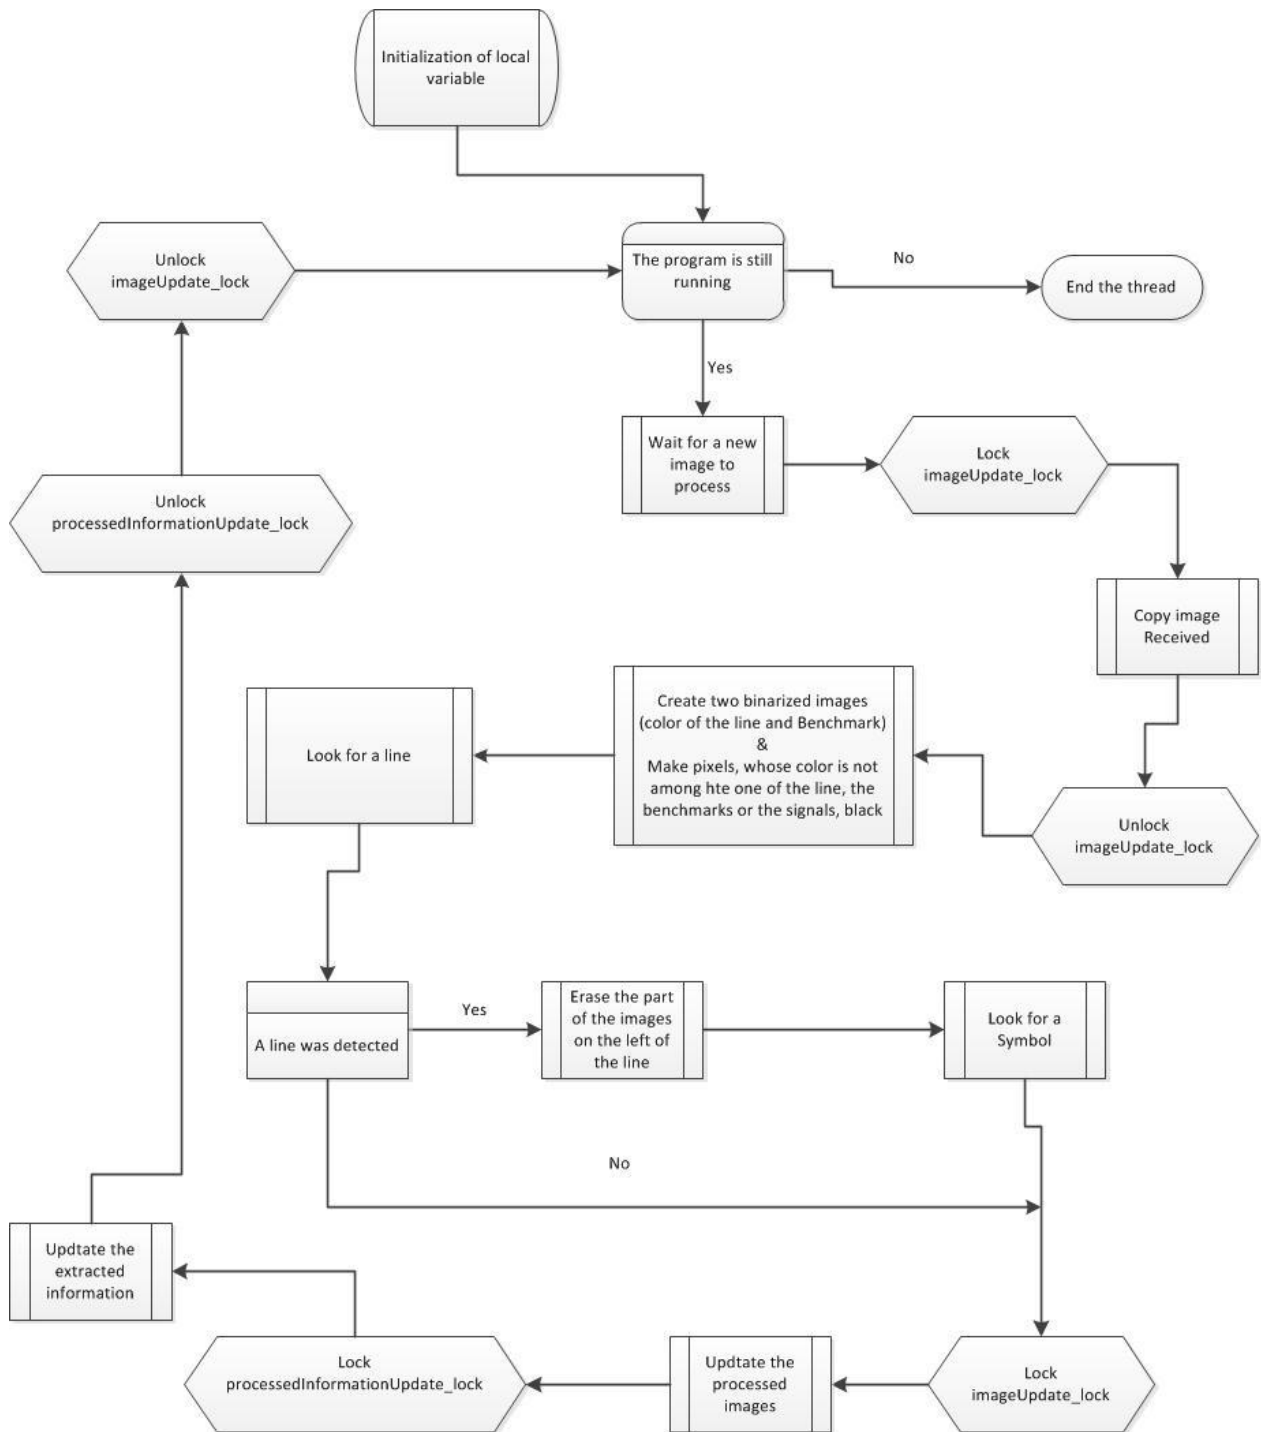 Initialization of local
variable
Unlock
imageUpdate_lock
The program is still
running
No
End the thread
Yes
Wait for a new
image to
process
Lock
imageUpdate_lock
Unlock
processedInformationUpdate_lock
Copy image
Received
Create two binarized images
(color of the line and Benchmark)
&
Make pixels, whose color is not
among hte one of the line, the
benchmarks or the signals, black
Look for a line
Unlock
imageUpdate_lock
A line was detected
Yes
Erase the part
of the images
on the left of
the line
Look for a
Symbol
No
Updtate the
extracted
information
Lock
processedInformationUpdate_lock
Updtate the
processed
images
Lock
imageUpdate_lock